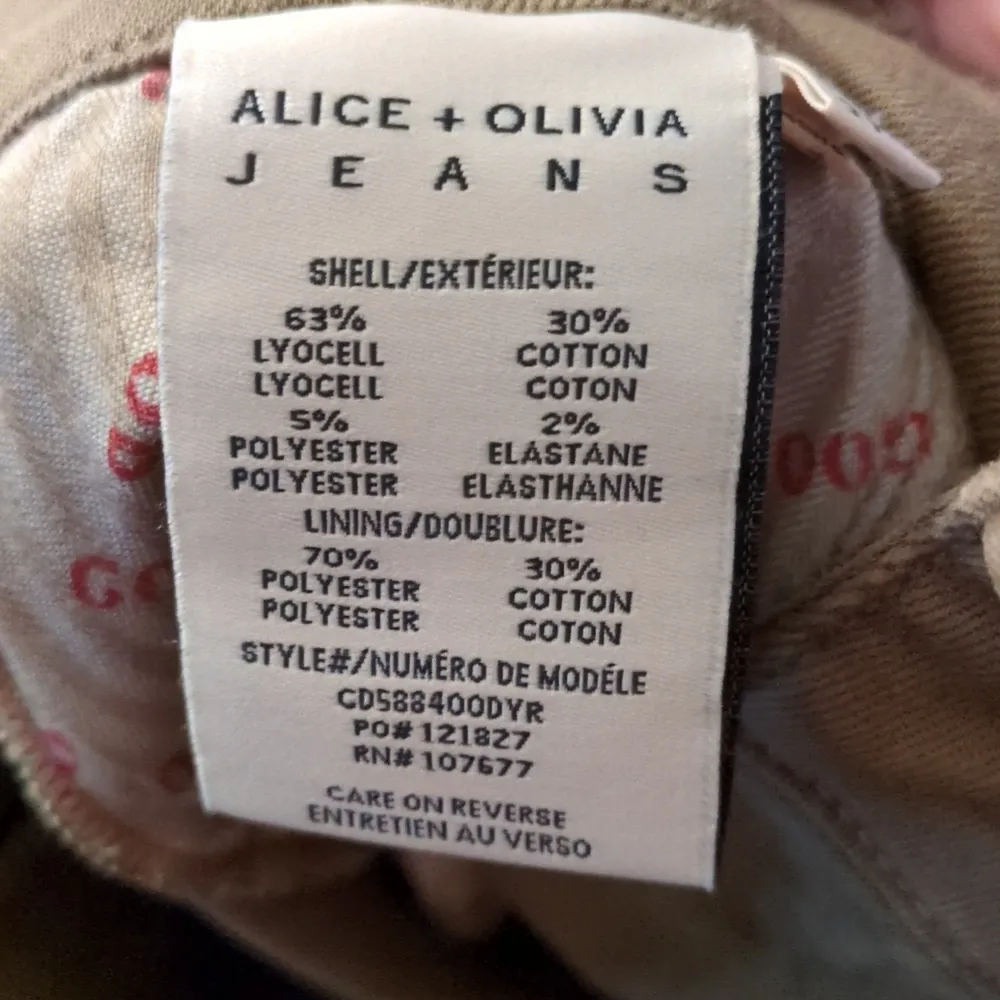 ALICE + OLIVIA
JEANS
SHELL/EXTÉRIEUR:
63% 30%
LYOCELL COTTON
LYOCELL COTON
5% 2%
POLYESTER ELASTANE
POLYESTER ELASTHANNE
LINING/DOUBLURE:
70% 30%
POLYESTER COTTON
POLYESTER COTON
STYLE#/NUMÉRO DE MODÉLE
CD588400DYR
PO# 121827
RN# 107677
CARE ON REVERSE
ENTRETIEN AU VERSO